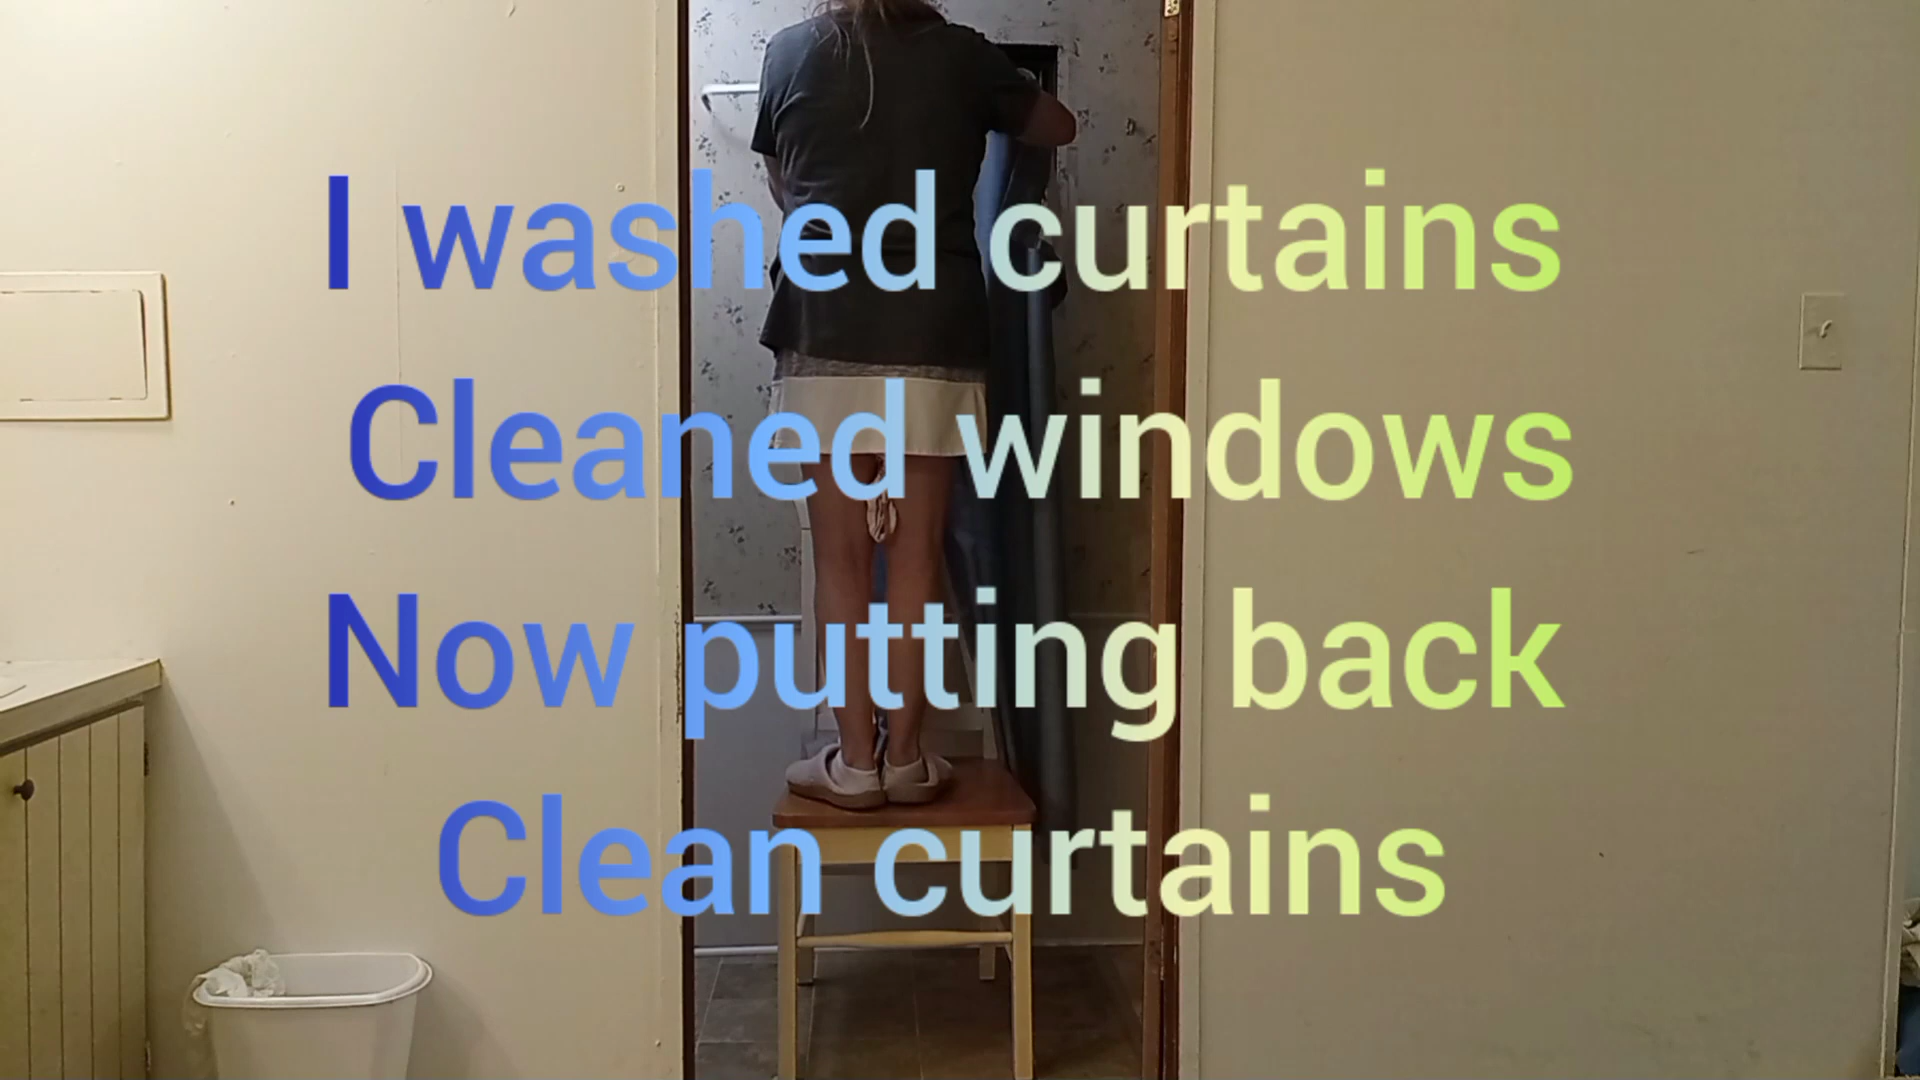 I washed curtains
Cleaned windows
Now putting back
Clean curtains